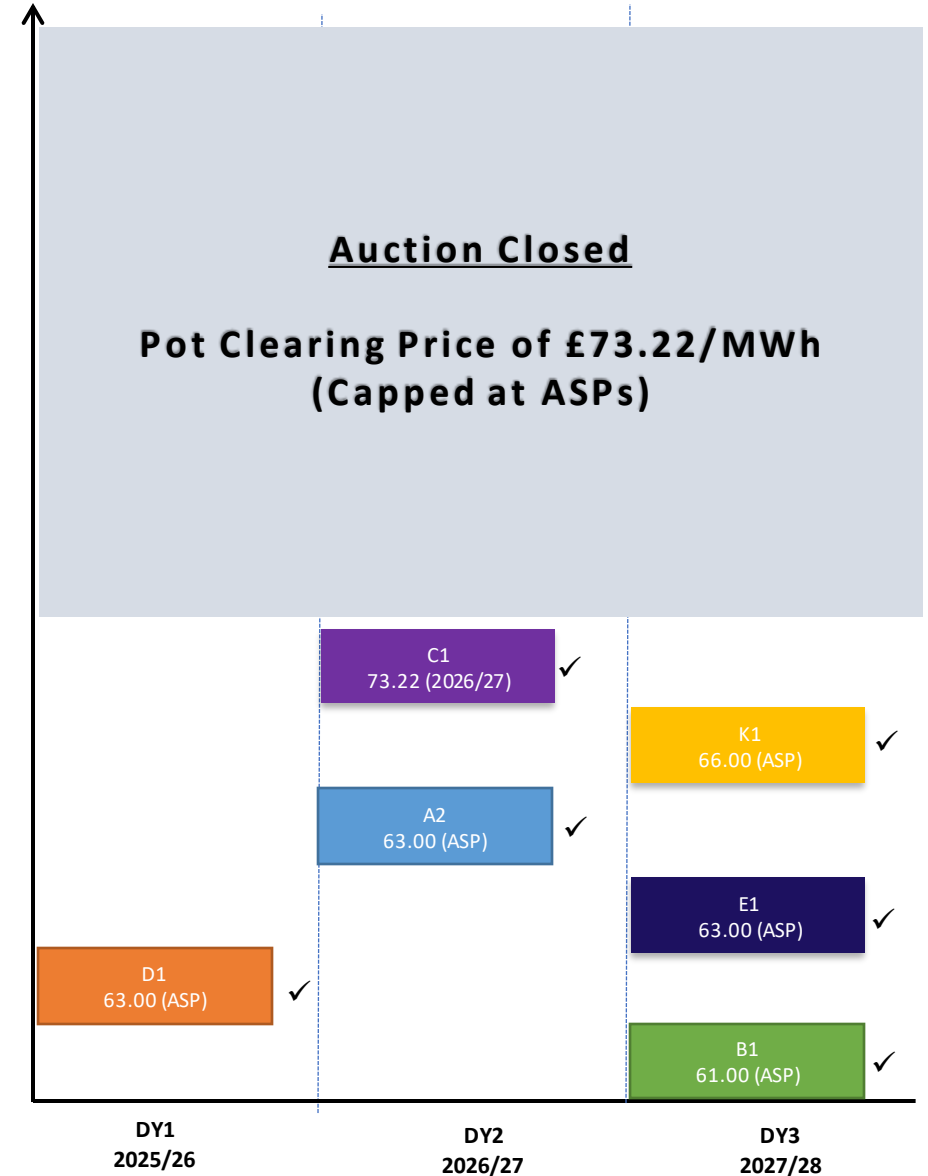 Auction Closed
Pot Clearing Price of £73.22/MWh
(Capped at ASPs)
C1
73.22 (2026/27)
K1
66.00 (ASP)
A2
63.00 (ASP)
E1
63.00 (ASP)
D1
63.00 (ASP)
B1
61.00 (ASP)
DY1
2025/26
DY2
2026/27
DY3
2027/28